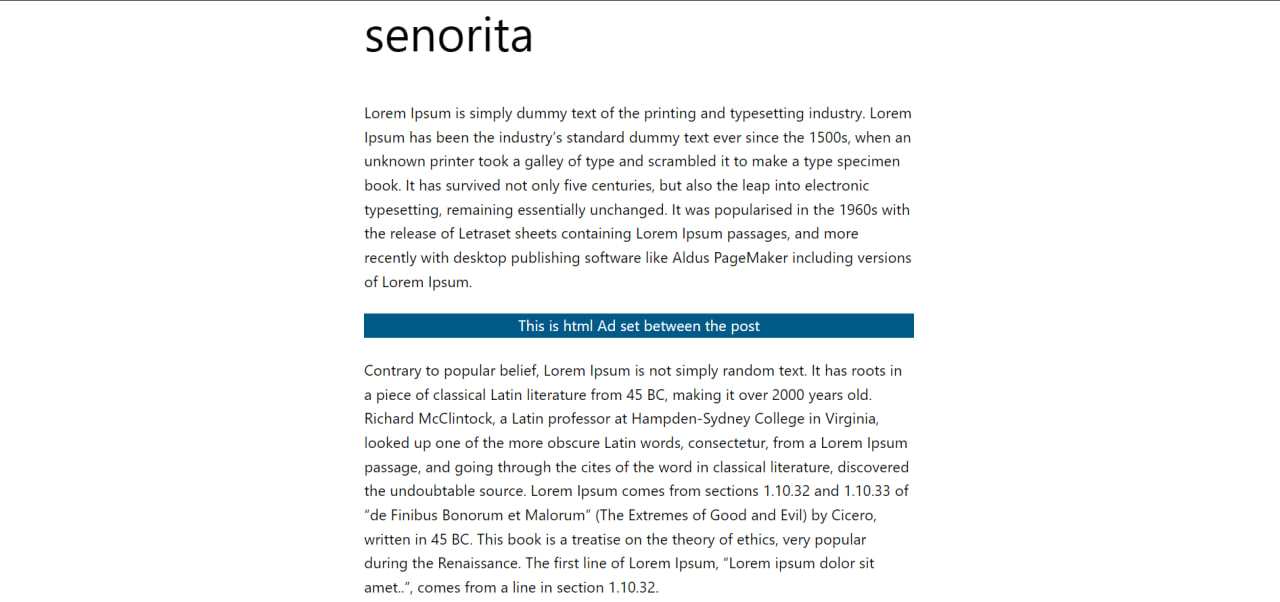 senorita
Lorem Ipsum is simply dummy text of the printing and typesetting industry. Lorem
Ipsum has been the industry’s standard dummy text ever since the 1500s, when an
unknown printer took a galley of type and scrambled it to make a type specimen
book. It has survived not only five centuries, but also the leap into electronic
typesetting, remaining essentially unchanged. It was popularised in the 1960s with
the release of Letraset sheets containing Lorem Ipsum passages, and more
recently with desktop publishing software like Aldus PageMaker including versions
of Lorem Ipsum.
This is html Ad set between the post
Contrary to popular belief, Lorem Ipsum is not simply random text. It has roots in
a piece of classical Latin literature from 45 BC, making it over 2000 years old.
Richard McClintock, a Latin professor at Hampden-Sydney College in Virginia,
looked up one of the more obscure Latin words, consectetur, from a Lorem Ipsum
passage, and going through the cites of the word in classical literature, discovered
the undoubtable source. Lorem Ipsum comes from sections 1.10.32 and 1.10.33 of
“de Finibus Bonorum et Malorum” (The Extremes of Good and Evil) by Cicero,
written in 45 BC. This book is a treatise on the theory of ethics, very popular
during the Renaissance. The first line of Lorem Ipsum, “Lorem ipsum dolor sit
amet..”, comes from a line in section 1.10.32.